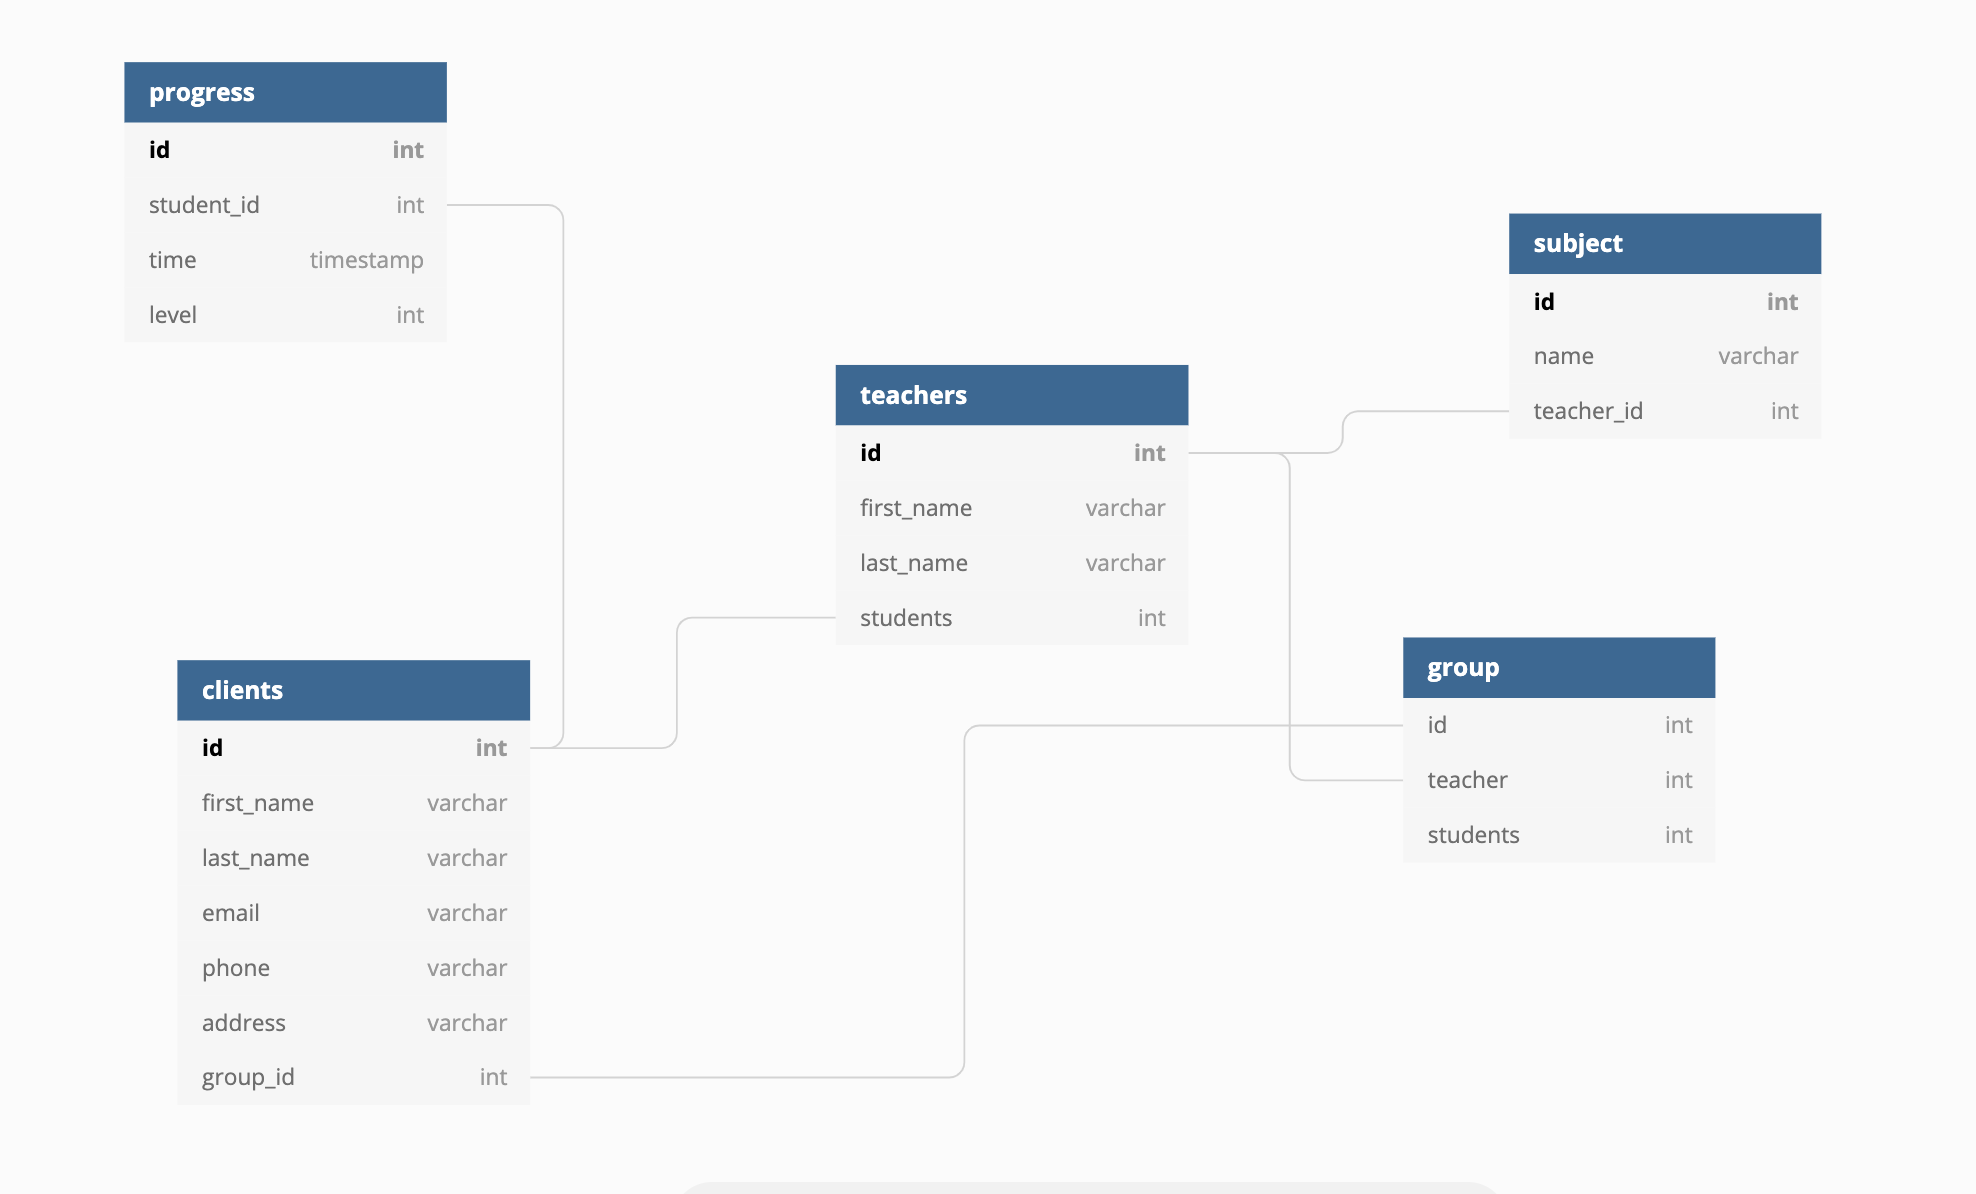 progress
id int
student_id int
time timestamp
level int
subject
id int
name varchar
teacher_id int
teachers
id int
first_name varchar
last_name varchar
students int
group
id int
teacher int
students int
clients
id int
first_name varchar
last_name varchar
email varchar
phone varchar
address varchar
group_id int